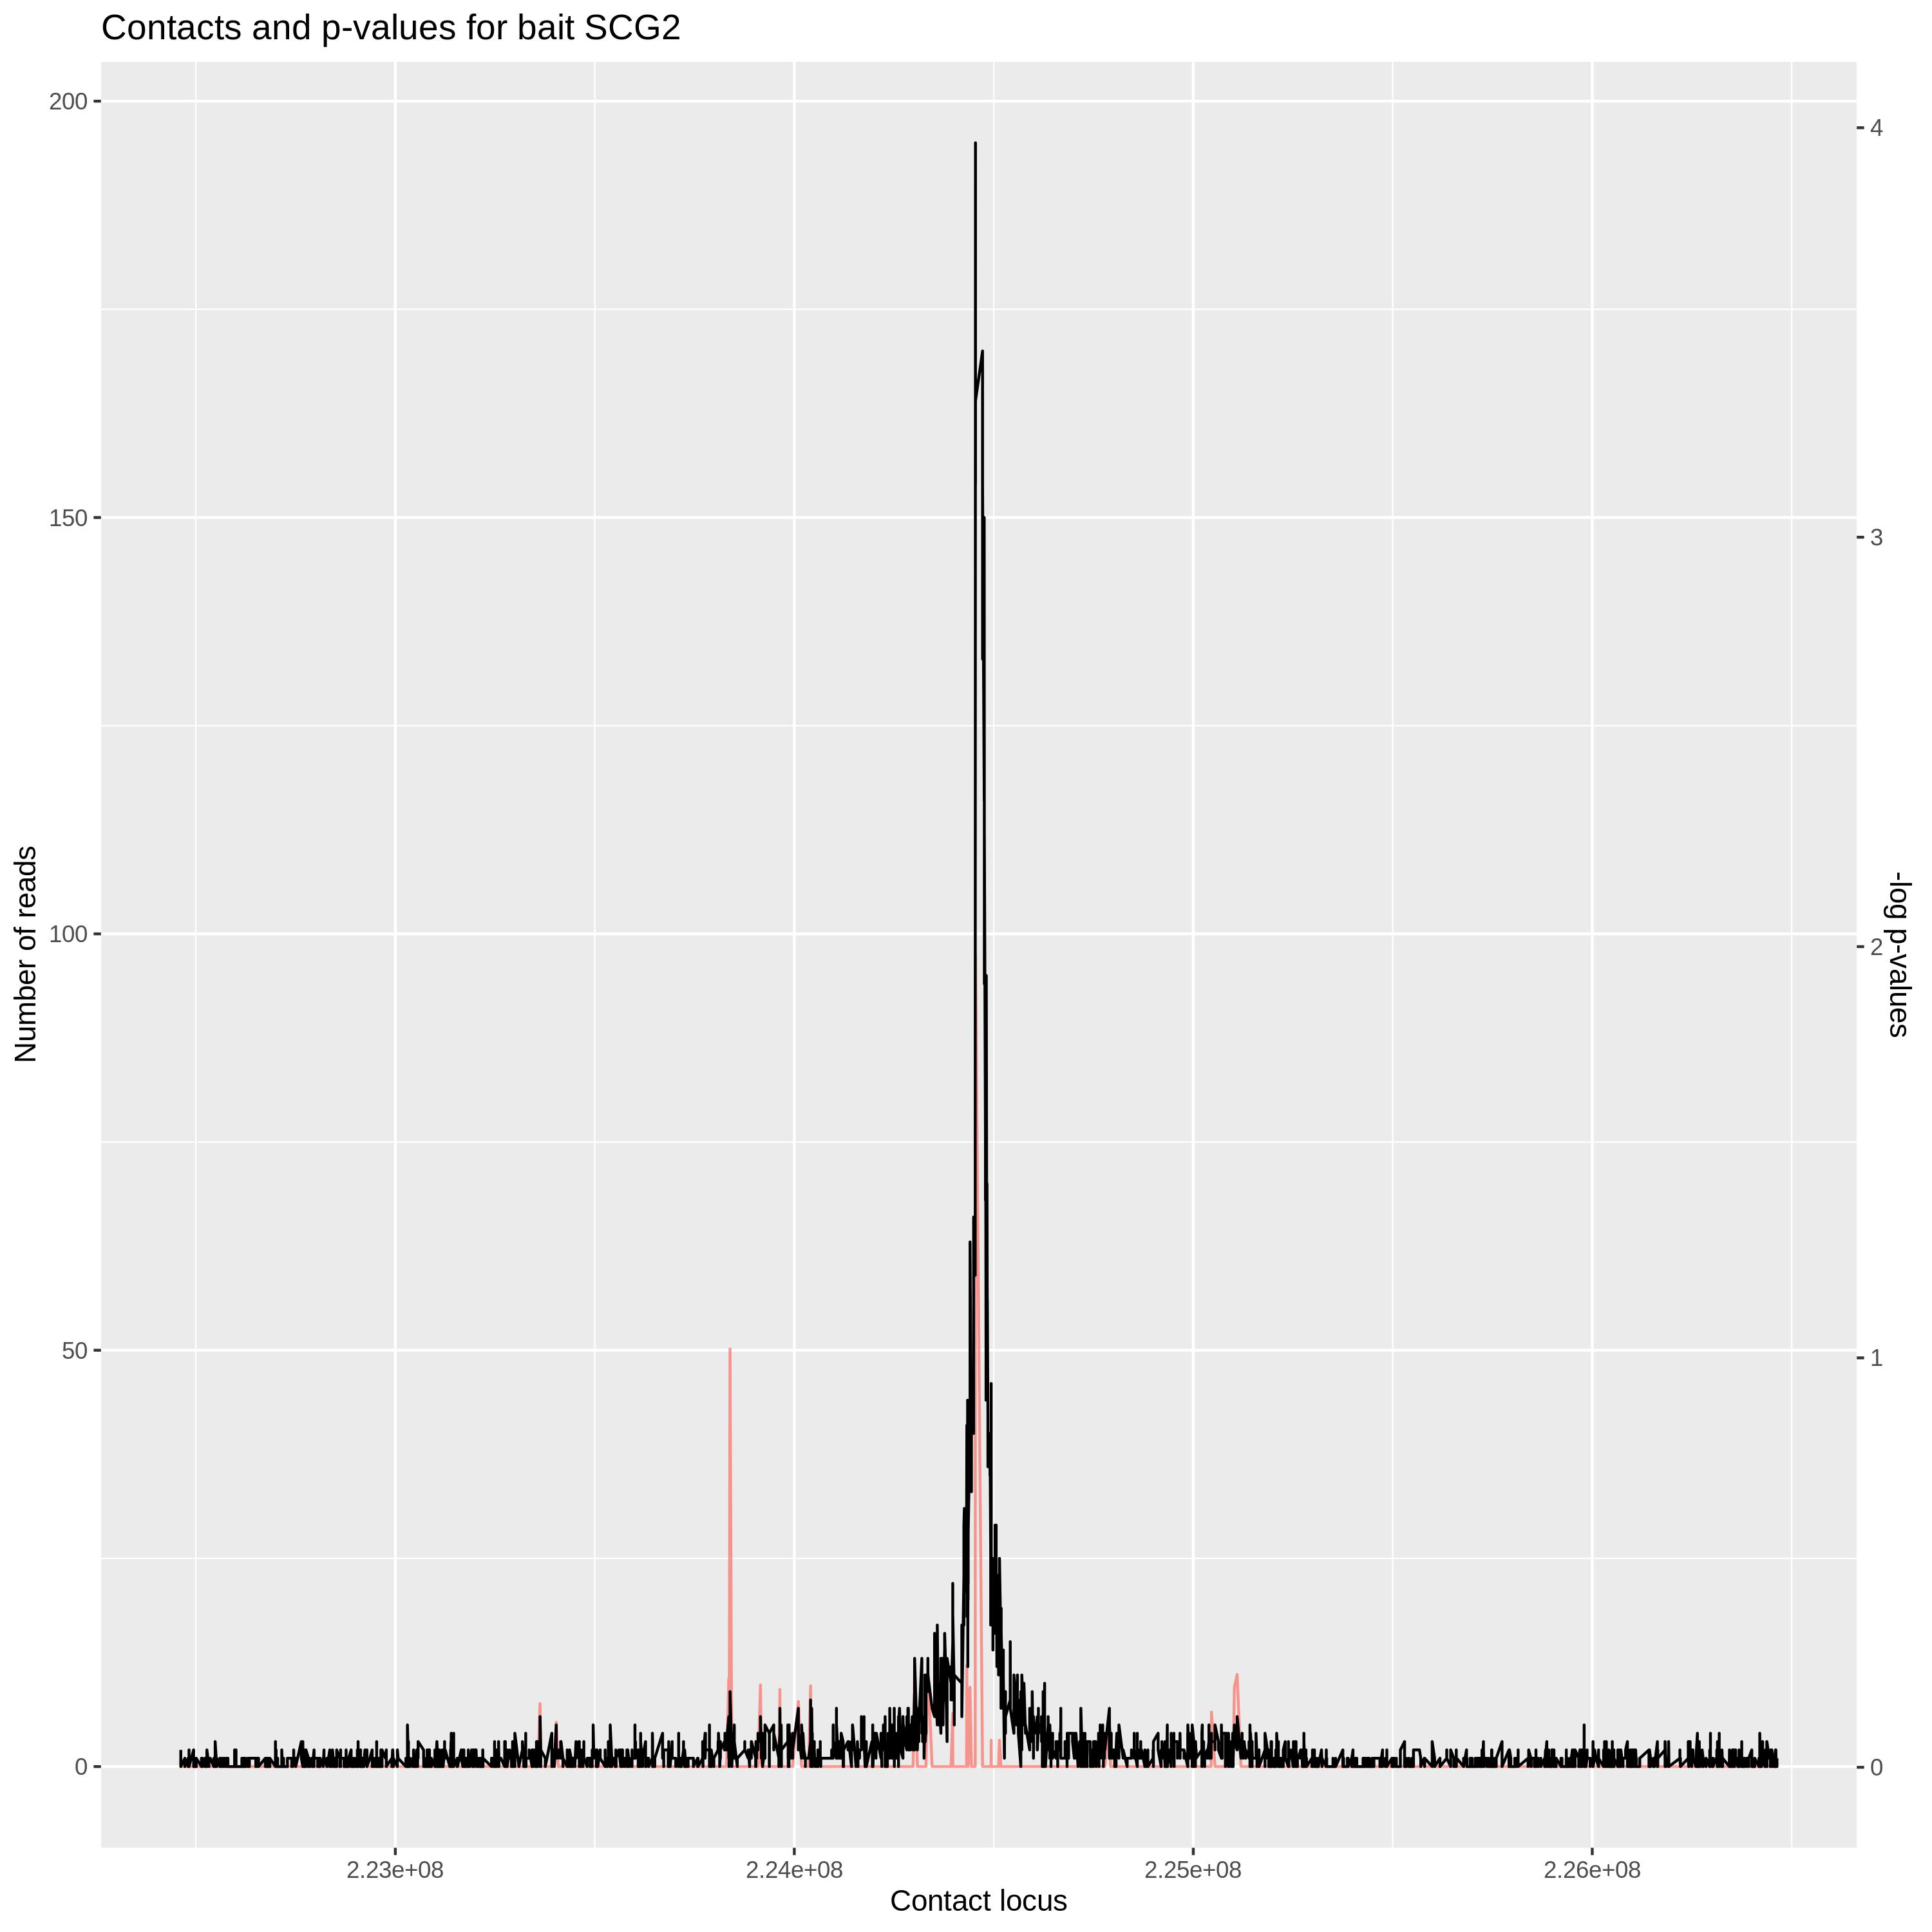 Contacts and p-values for bait SCG2
200
150
100
50
0
Number of reads
4
3
2
1
0
-log p-values
2.23e+08
2.24e+08
2.25e+08
2.26e+08
Contact locus